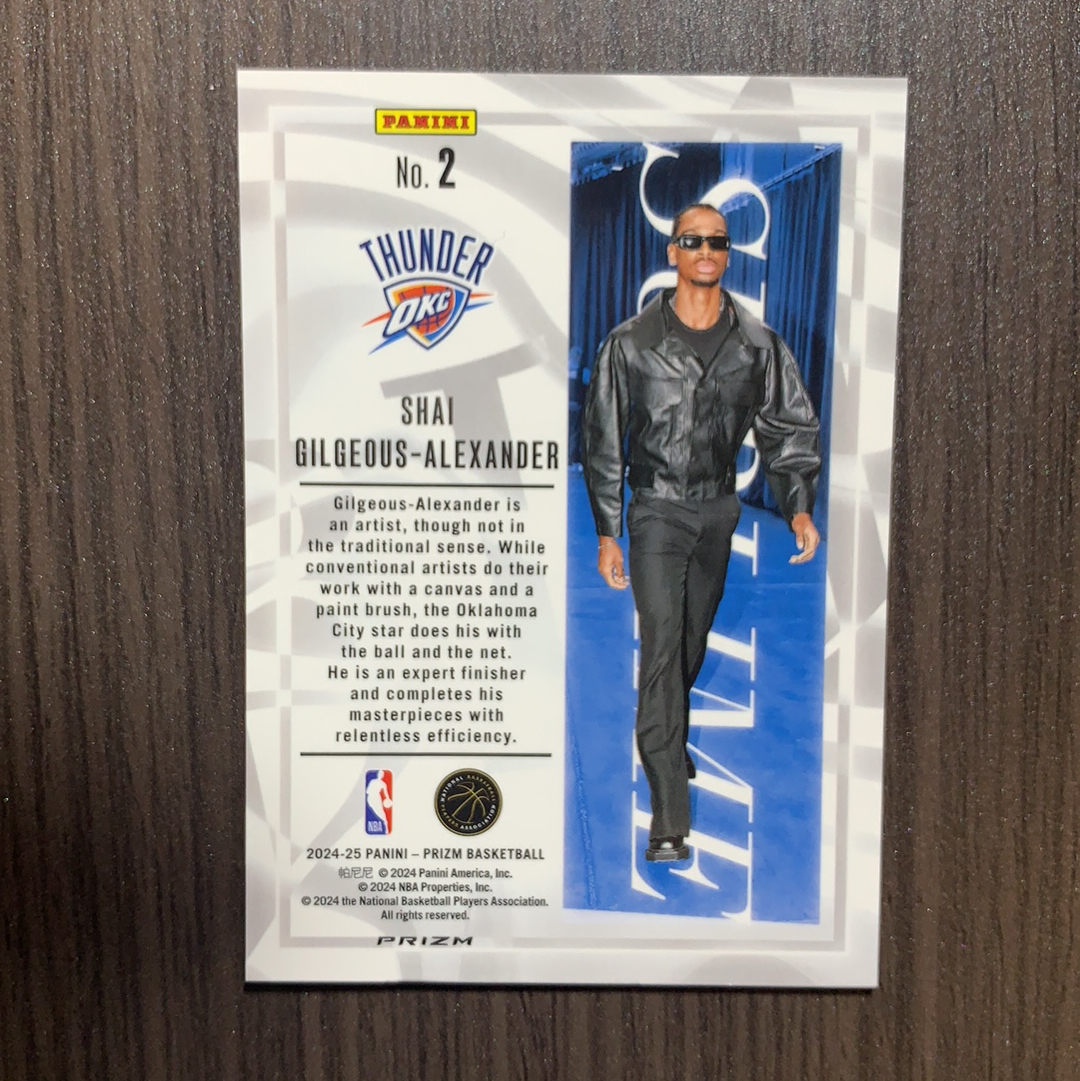 PANINI
No. 2
THUNDER
OKC
SHAI
GILGEOUS-ALEXANDER
Gilgeous-Alexander is
an artist, though not in
the traditional sense. While
conventional artists do their
work with a canvas and a
paint brush, the Oklahoma
City star does his with
the ball and the net.
He is an expert finisher
and completes his
masterpieces with
relentless efficiency.
NBA
NATIONAL BASKETBALL
PLAYERS ASSOCIATION
2024-25 PANINI – PRIZM BASKETBALL
帕尼尼 © 2024 Panini America, Inc.
© 2024 NBA Properties, Inc.
© 2024 the National Basketball Players Association.
All rights reserved.
PRIZM